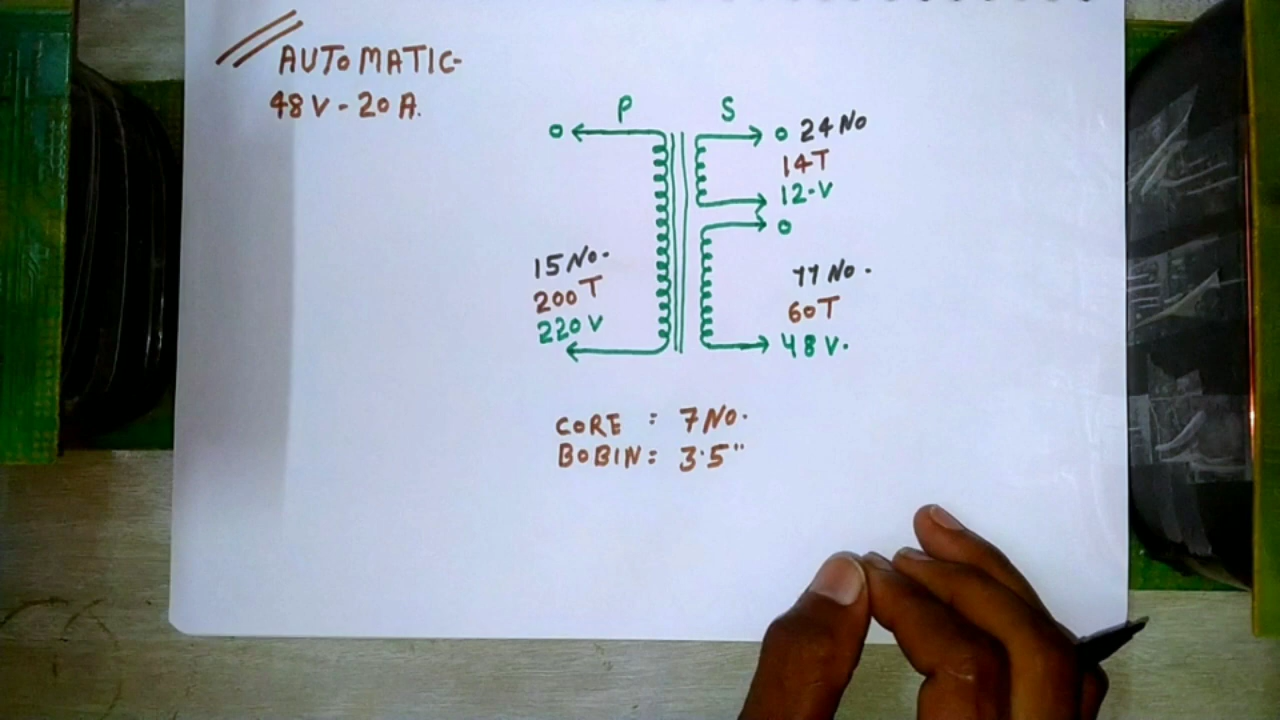 AUTOMATIC-
48V-20A.
P
S
o
o 24 No
14T
12-V
o
15 No.
200T
220V
11 No.
60T
48V.
CORE : 7 No.
BOBIN = 3.5"